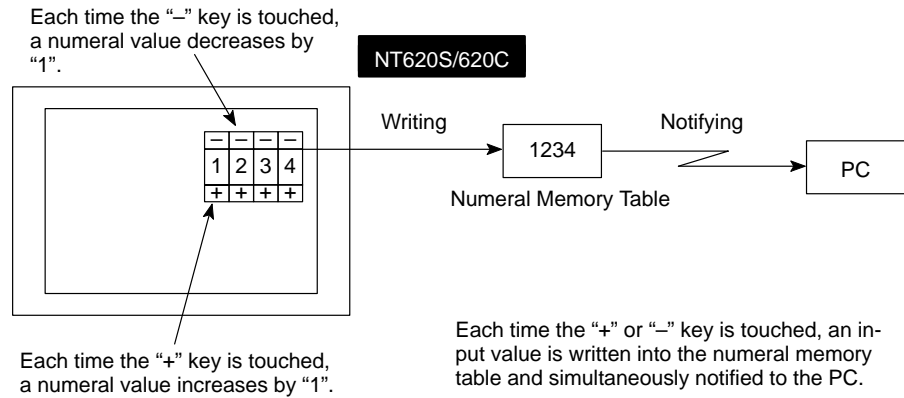 Each time the “–” key is touched,
a numeral value decreases by
“1”.
NT620S/620C
Writing
Notifying
– – – –
1 2 3 4
+ + + +
1234
PC
Numeral Memory Table
Each time the “+” key is touched,
a numeral value increases by “1”.
Each time the “+” or “–” key is touched, an in-
put value is written into the numeral memory
table and simultaneously notified to the PC.